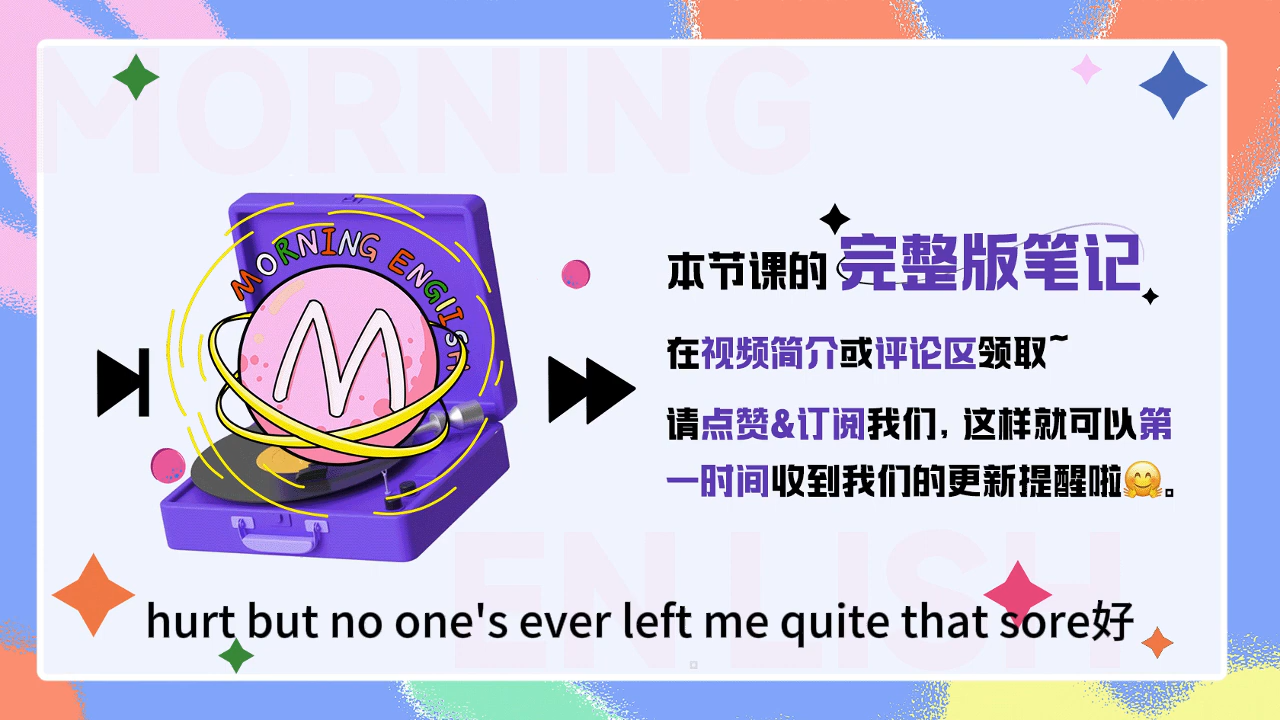 MORNING
MORNING ENGlISH
M
本节课的 完整版笔记
在视频简介或评论区领取~
请点赞&订阅我们，这样就可以第
一时间收到我们的更新提醒啦🤗。
EN LISH
hurt but no one's ever left me quite that sore好